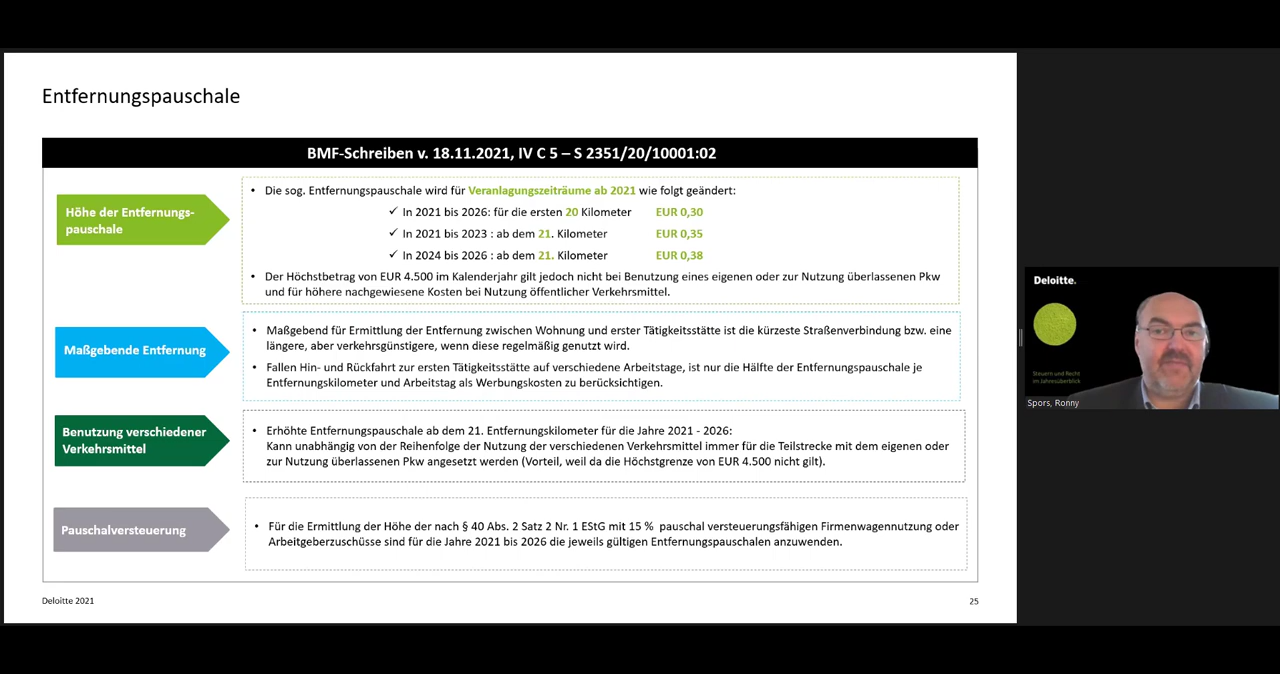 Entfernungspauschale
BMF-Schreiben v. 18.11.2021, IV C 5 – S 2351/20/10001:02
Höhe der Entfernungs-
pauschale
• Die sog. Entfernungspauschale wird für Veranlagungszeiträume ab 2021 wie folgt geändert:
✓ In 2021 bis 2026: für die ersten 20 Kilometer EUR 0,30
✓ In 2021 bis 2023 : ab dem 21. Kilometer EUR 0,35
✓ In 2024 bis 2026 : ab dem 21. Kilometer EUR 0,38
• Der Höchstbetrag von EUR 4.500 im Kalenderjahr gilt jedoch nicht bei Benutzung eines eigenen oder zur Nutzung überlassenen Pkw
und für höhere nachgewiesene Kosten bei Nutzung öffentlicher Verkehrsmittel.
Maßgebende Entfernung
• Maßgebend für Ermittlung der Entfernung zwischen Wohnung und erster Tätigkeitsstätte ist die kürzeste Straßenverbindung bzw. eine
längere, aber verkehrsgünstigere, wenn diese regelmäßig genutzt wird.
• Fallen Hin- und Rückfahrt zur ersten Tätigkeitsstätte auf verschiedene Arbeitstage, ist nur die Hälfte der Entfernungspauschale je
Entfernungskilometer und Arbeitstag als Werbungskosten zu berücksichtigen.
Benutzung verschiedener
Verkehrsmittel
• Erhöhte Entfernungspauschale ab dem 21. Entfernungskilometer für die Jahre 2021 - 2026:
Kann unabhängig von der Reihenfolge der Nutzung der verschiedenen Verkehrsmittel immer für die Teilstrecke mit dem eigenen oder
zur Nutzung überlassenen Pkw angesetzt werden (Vorteil, weil da die Höchstgrenze von EUR 4.500 nicht gilt).
Pauschalversteuerung
• Für die Ermittlung der Höhe der nach § 40 Abs. 2 Satz 2 Nr. 1 EStG mit 15 % pauschal versteuerungsfähigen Firmenwagennutzung oder
Arbeitgeberzuschüsse sind für die Jahre 2021 bis 2026 die jeweils gültigen Entfernungspauschalen anzuwenden.
Deloitte 2021
25
Deloitte.
Steuern und Recht
im Jahresüberblick
Spors, Ronny